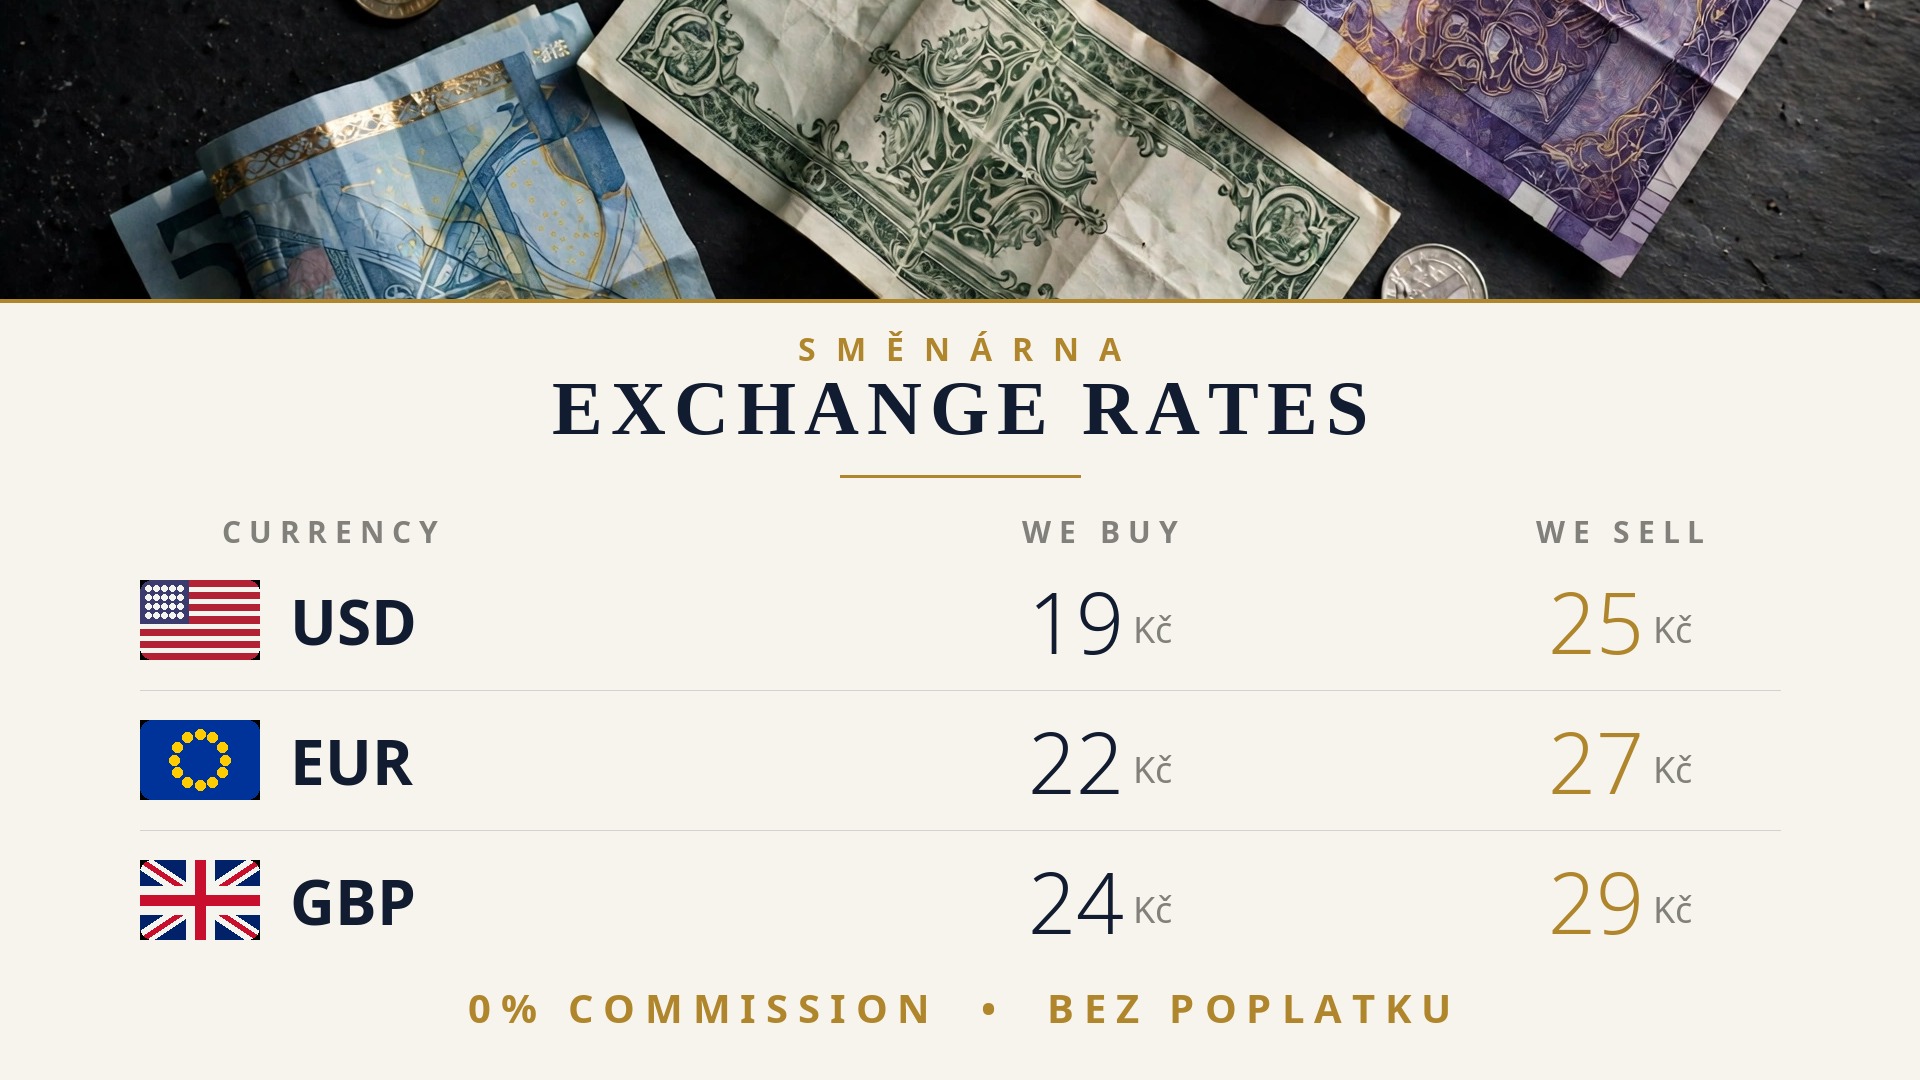 SMĚNÁRNA
EXCHANGE RATES
CURRENCY WE BUY WE SELL
USD 19 Kč 25 Kč
EUR 22 Kč 27 Kč
GBP 24 Kč 29 Kč
0% COMMISSION • BEZ POPLATKU